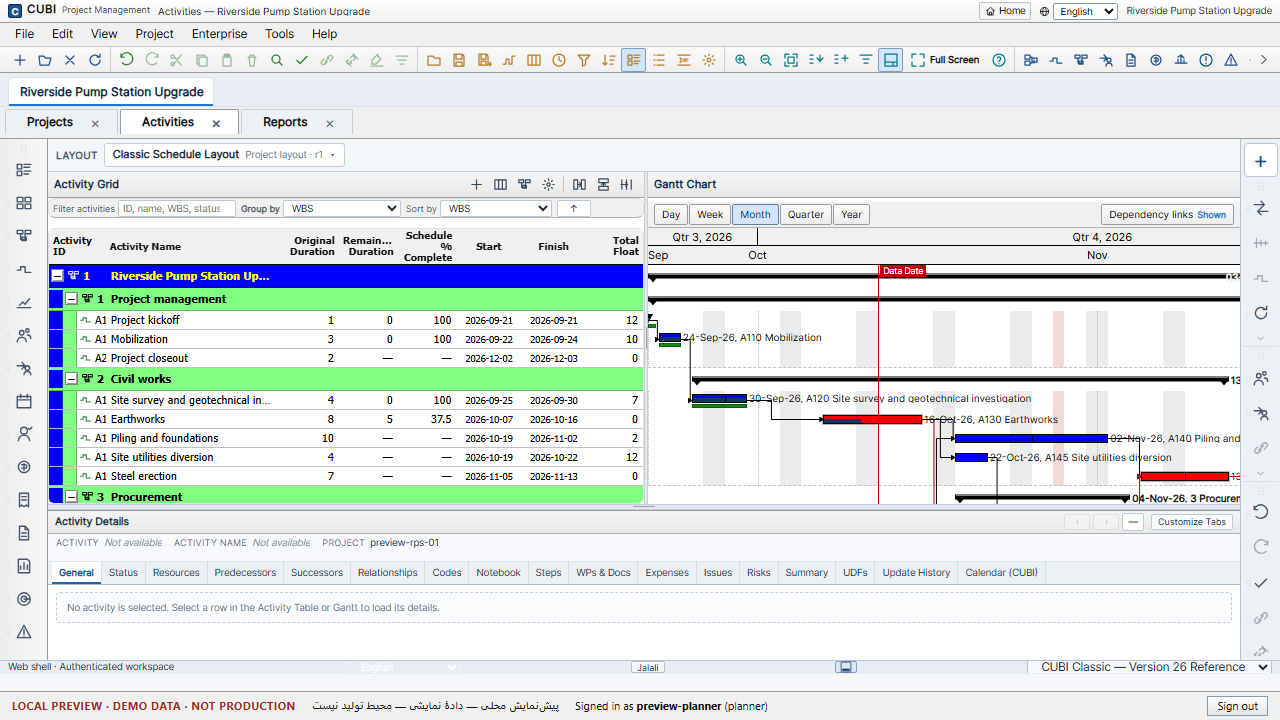 CUBI Project Management Activities — Riverside Pump Station Upgrade Home English Riverside Pump Station Upgrade
File Edit View Project Enterprise Tools Help
Full Screen
Riverside Pump Station Upgrade
Projects × Activities × Reports ×
LAYOUT Classic Schedule Layout Project layout · r1
Activity Grid
Filter activities ID, name, WBS, status Group by WBS Sort by WBS ↑
Activity ID Activity Name Original Duration Remain... Duration Schedule % Complete Start Finish Total Float
1 Riverside Pump Station Up...
1 Project management
A1 Project kickoff 1 0 100 2026-09-21 2026-09-21 12
A1 Mobilization 3 0 100 2026-09-22 2026-09-24 10
A2 Project closeout 2 — — 2026-12-02 2026-12-03 0
2 Civil works
A1 Site survey and geotechnical in... 4 0 100 2026-09-25 2026-09-30 7
A1 Earthworks 8 5 37.5 2026-10-07 2026-10-16 0
A1 Piling and foundations 10 — — 2026-10-19 2026-11-02 2
A1 Site utilities diversion 4 — — 2026-10-19 2026-10-22 12
A1 Steel erection 7 — — 2026-11-05 2026-11-13 0
3 Procurement
Gantt Chart
Day Week Month Quarter Year Dependency links Shown
Qtr 3, 2026 Qtr 4, 2026
Sep Oct Nov
Data Date
24-Sep-26, A110 Mobilization
13
30-Sep-26, A120 Site survey and geotechnical investigation
16-Oct-26, A130 Earthworks
02-Nov-26, A140 Piling and
22-Oct-26, A145 Site utilities diversion
04-Nov-26, 3 Procurem
Activity Details Customize Tabs
ACTIVITY Not available ACTIVITY NAME Not available PROJECT preview-rps-01
General Status Resources Predecessors Successors Relationships Codes Notebook Steps WPs & Docs Expenses Issues Risks Summary UDFs Update History Calendar (CUBI)
No activity is selected. Select a row in the Activity Table or Gantt to load its details.
Web shell · Authenticated workspace English Jalali CUBI Classic — Version 26 Reference
LOCAL PREVIEW · DEMO DATA · NOT PRODUCTION پیش‌نمایش محلی — دادهٔ نمایشی — محیط تولید نیست Signed in as preview-planner (planner) Sign out